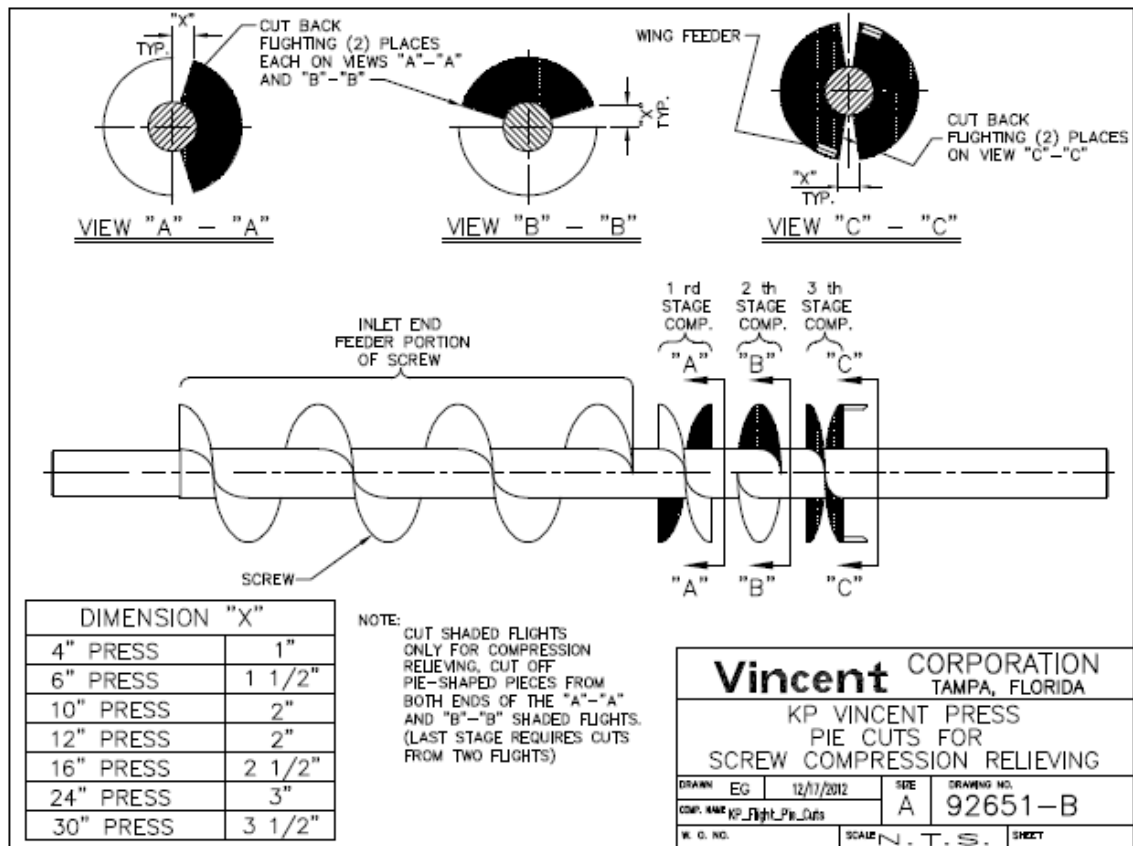 "X"
TYP.
CUT BACK
FLIGHTING (2) PLACES
EACH ON VIEWS "A"-"A"
AND "B"-"B"
VIEW "A" - "A"
"X"
TYP.
VIEW "B" - "B"
WING FEEDER
CUT BACK
FLIGHTING (2) PLACES
ON VIEW "C"-"C"
"X"
TYP.
VIEW "C" - "C"
INLET END
FEEDER PORTION
OF SCREW
1 rd
STAGE
COMP.
2 th
STAGE
COMP.
3 th
STAGE
COMP.
"A"
"B"
"C"
SCREW
"A"
"B"
"C"
DIMENSION "X"
4" PRESS 1"
6" PRESS 1 1/2"
10" PRESS 2"
12" PRESS 2"
16" PRESS 2 1/2"
24" PRESS 3"
30" PRESS 3 1/2"
NOTE:
CUT SHADED FLIGHTS
ONLY FOR COMPRESSION
RELIEVING, CUT OFF
PIE-SHAPED PIECES FROM
BOTH ENDS OF THE "A"-"A"
AND "B"-"B" SHADED FLIGHTS.
(LAST STAGE REQUIRES CUTS
FROM TWO FLIGHTS)
Vincent CORPORATION
TAMPA, FLORIDA
KP VINCENT PRESS
PIE CUTS FOR
SCREW COMPRESSION RELIEVING
DRAWN EG 12/17/2012
SIZE A
DRAWING NO. 92651-B
COMP. NAME KP_Flight_Pie_Cuts
W. O. NO.
SCALE N.T.S.
SHEET